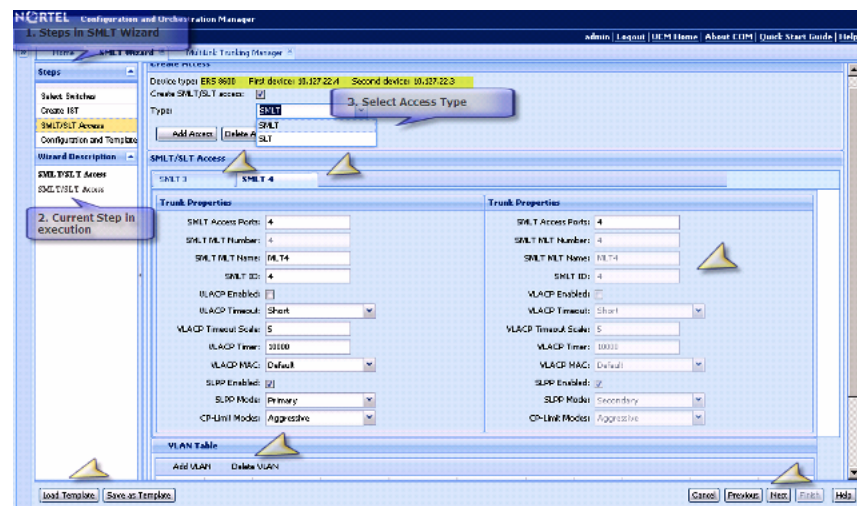 NORTEL Configuration and Orchestration Manager
1. Steps in SMLT Wizard
admin | Logout | UCM Home | About COM | Quick Start Guide | Help
Home SMLT Wizard MultiLink Trunking Manager
Steps
Select Switches
Create IST
SMLT/SLT Access
Configuration and Template
Wizard Description
SMLT/SLT Access
SMLT/SLT Access
2. Current Step in execution
Create Access
Device type: ERS 8600 First device: 10.127.22.4 Second device: 10.127.22.3
Create SMLT/SLT access:
Type: SMLT
SMLT
SLT
3. Select Access Type
Add Access Delete A
SMLT/SLT Access
SMLT 3 SMLT 4
Trunk Properties
SMLT Access Ports: 4
SMLT MLT Number: 4
SMLT MLT Name: MLT4
SMLT ID: 4
VLACP Enabled:
VLACP Timeout: Short
VLACP Timeout Scale: 5
VLACP Timer: 10000
VLACP MAC: Default
SLPP Enabled:
SLPP Mode: Primary
CP-Limit Modes: Aggressive
Trunk Properties
SMLT Access Ports: 4
SMLT MLT Number: 4
SMLT MLT Name: MLT4
SMLT ID: 4
VLACP Enabled:
VLACP Timeout: Short
VLACP Timeout Scale: 5
VLACP Timer: 10000
VLACP MAC: Default
SLPP Enabled:
SLPP Mode: Secondary
CP-Limit Modes: Aggressive
VLAN Table
Add VLAN Delete VLAN
Load Template Save as Template
Cancel Previous Next Finish Help